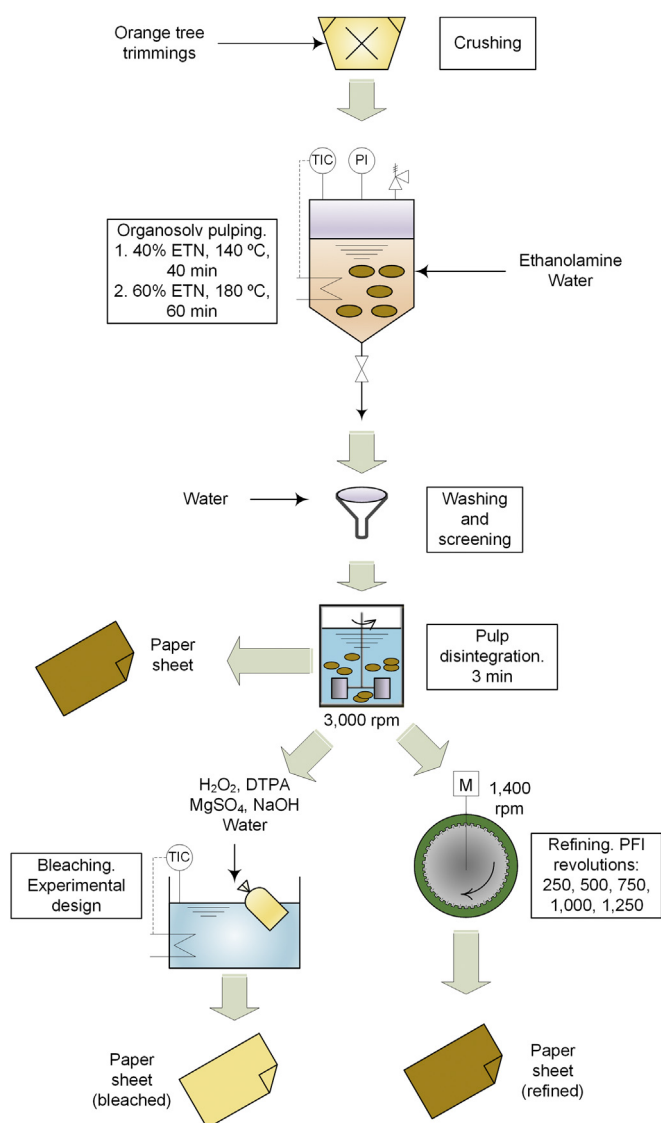 Orange tree
trimmings
Crushing
TIC
PI
Organosolv pulping.
1. 40% ETN, 140 ºC,
40 min
2. 60% ETN, 180 ºC,
60 min
Ethanolamine
Water
Water
Washing
and
screening
Paper
sheet
Pulp
disintegration.
3 min
3,000 rpm
H₂O₂, DTPA
MgSO₄, NaOH
Water
M
1,400
rpm
Bleaching.
Experimental
design
TIC
Refining. PFI
revolutions:
250, 500, 750,
1,000, 1,250
Paper
sheet
(bleached)
Paper
sheet
(refined)